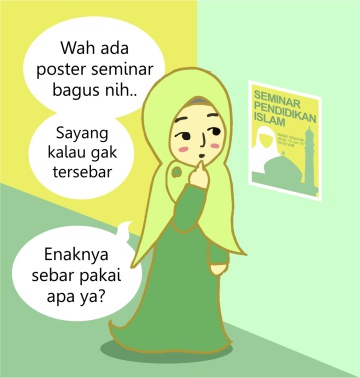 Wah ada
poster seminar
bagus nih..
Sayang
kalau gak
tersebar
Enaknya
sebar pakai
apa ya?
SEMINAR
PENDIDIKAN
ISLAM